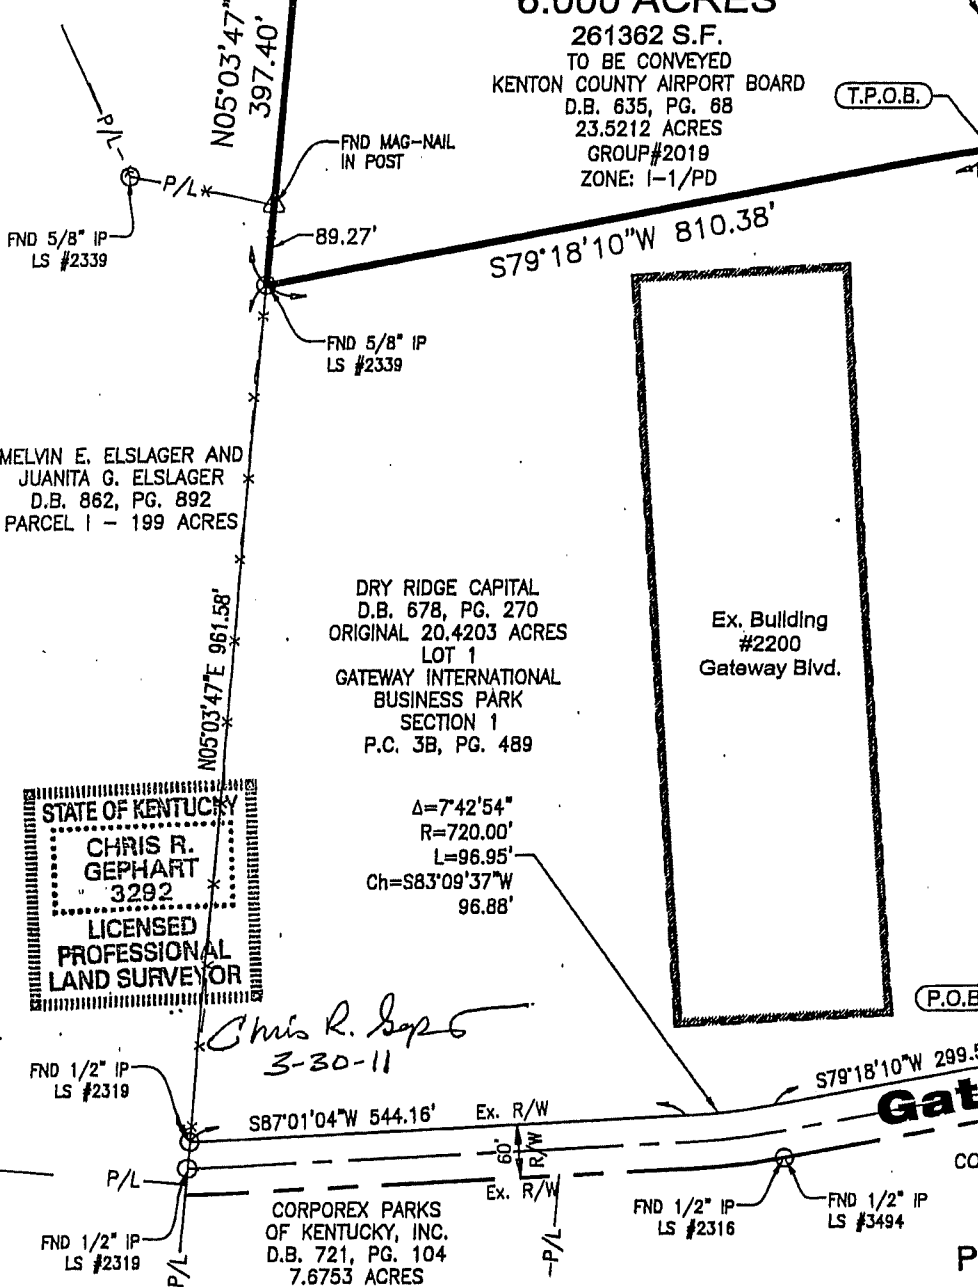 6.000 ACRES
261362 S.F.
TO BE CONVEYED
KENTON COUNTY AIRPORT BOARD
D.B. 635, PG. 68
23.5212 ACRES
GROUP#2019
ZONE: I-1/PD
T.P.O.B.
N05°03'47"
397.40'
P/L
P/L
FND MAG-NAIL
IN POST
FND 5/8" IP
LS #2339
89.27'
S79°18'10"W 810.38'
FND 5/8" IP
LS #2339
MELVIN E. ELSLAGER AND
JUANITA G. ELSLAGER
D.B. 862, PG. 892
PARCEL I - 199 ACRES
N05°03'47"E 961.58'
DRY RIDGE CAPITAL
D.B. 678, PG. 270
ORIGINAL 20.4203 ACRES
LOT 1
GATEWAY INTERNATIONAL
BUSINESS PARK
SECTION 1
P.C. 3B, PG. 489
Ex. Building
#2200
Gateway Blvd.
Δ=7°42'54"
R=720.00'
L=96.95'
Ch=S83°09'37"W
96.88'
STATE OF KENTUCKY
CHRIS R.
GEPHART
3292
LICENSED
PROFESSIONAL
LAND SURVEYOR
Chris R.
3-30-11
P.O.B
FND 1/2" IP
LS #2319
S87°01'04"W 544.16'
Ex. R/W
S79°18'10"W 299.5
Gat
60'
R/W
Ex. R/W
P/L
P/L
P/L
CORPOREX PARKS
OF KENTUCKY, INC.
D.B. 721, PG. 104
7.6753 ACRES
FND 1/2" IP
LS #2319
FND 1/2" IP
LS #2316
FND 1/2" IP
LS #3494
CO
P